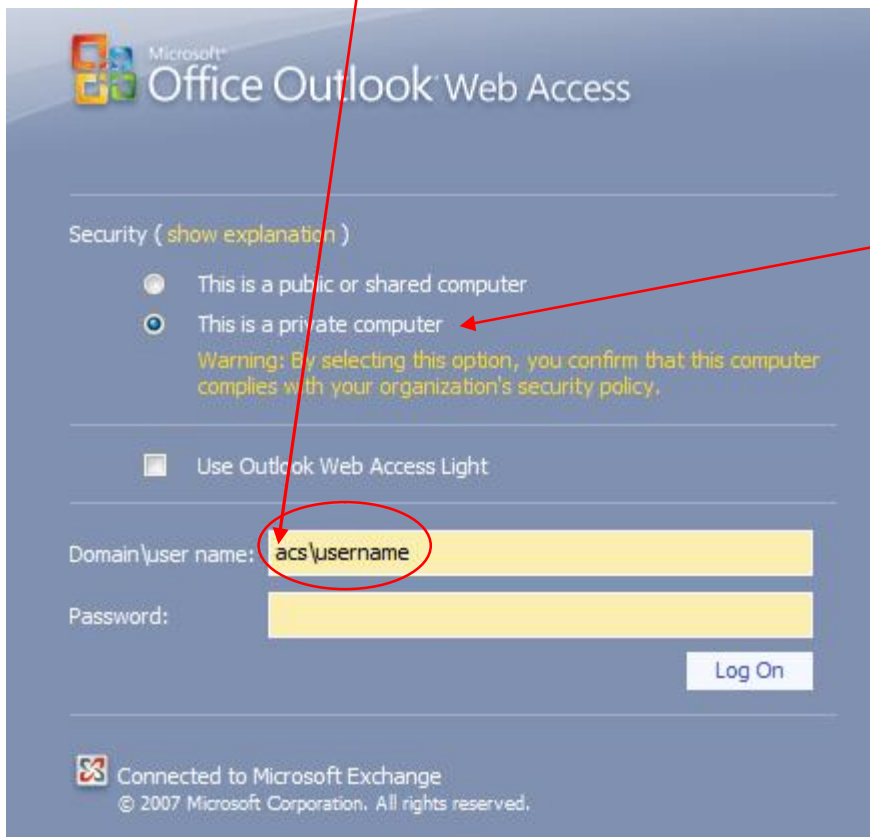 Microsoft®
Office Outlook Web Access
Security ( show explanation )
This is a public or shared computer
This is a private computer
Warning: By selecting this option, you confirm that this computer
complies with your organization's security policy.
Use Outlook Web Access Light
Domain\user name: acs\username
Password:
Log On
Connected to Microsoft Exchange
© 2007 Microsoft Corporation. All rights reserved.